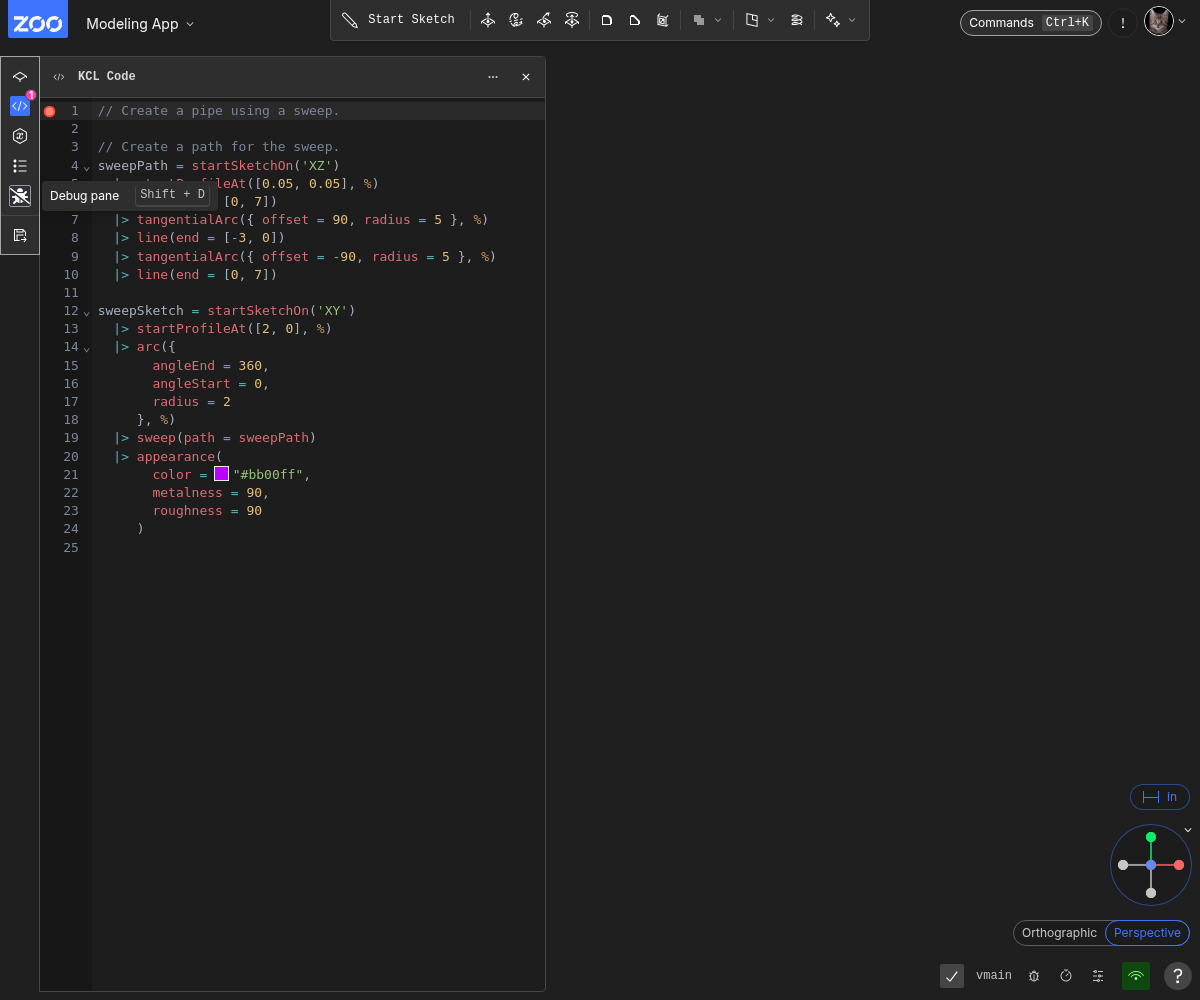 ZOO
Modeling App
Start Sketch
Commands Ctrl+K
!
KCL Code
1
1 // Create a pipe using a sweep.
2
3 // Create a path for the sweep.
4 sweepPath = startSketchOn('XZ')
At([0.05, 0.05], %)
Debug pane Shift + D
[0, 7])
7 |> tangentialArc({ offset = 90, radius = 5 }, %)
8 |> line(end = [-3, 0])
9 |> tangentialArc({ offset = -90, radius = 5 }, %)
10 |> line(end = [0, 7])
11
12 sweepSketch = startSketchOn('XY')
13 |> startProfileAt([2, 0], %)
14 |> arc({
15 angleEnd = 360,
16 angleStart = 0,
17 radius = 2
18 }, %)
19 |> sweep(path = sweepPath)
20 |> appearance(
21 color = "#bb00ff",
22 metalness = 90,
23 roughness = 90
24 )
25
in
Orthographic Perspective
vmain
?